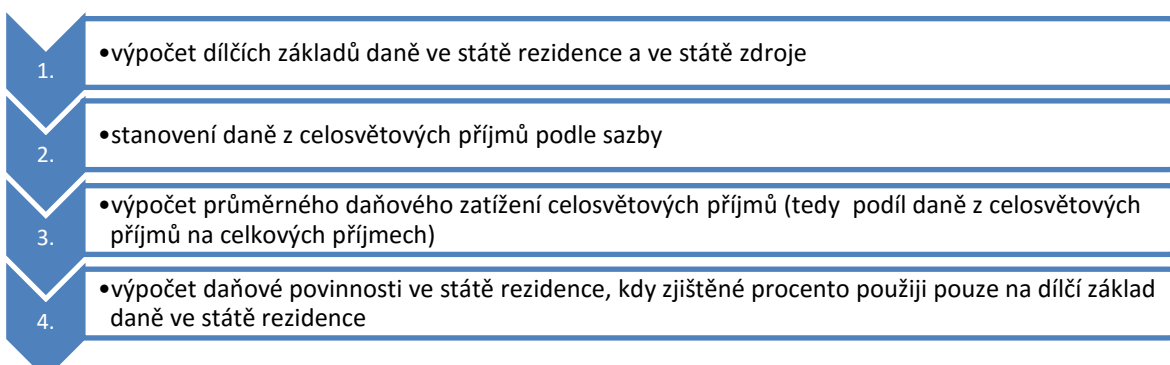 1.
•výpočet dílčích základů daně ve státě rezidence a ve státě zdroje
2.
•stanovení daně z celosvětových příjmů podle sazby
3.
•výpočet průměrného daňového zatížení celosvětových příjmů (tedy  podíl daně z celosvětových
příjmů na celkových příjmech)
4.
•výpočet daňové povinnosti ve státě rezidence, kdy zjištěné procento použiji pouze na dílčí základ
daně ve státě rezidence